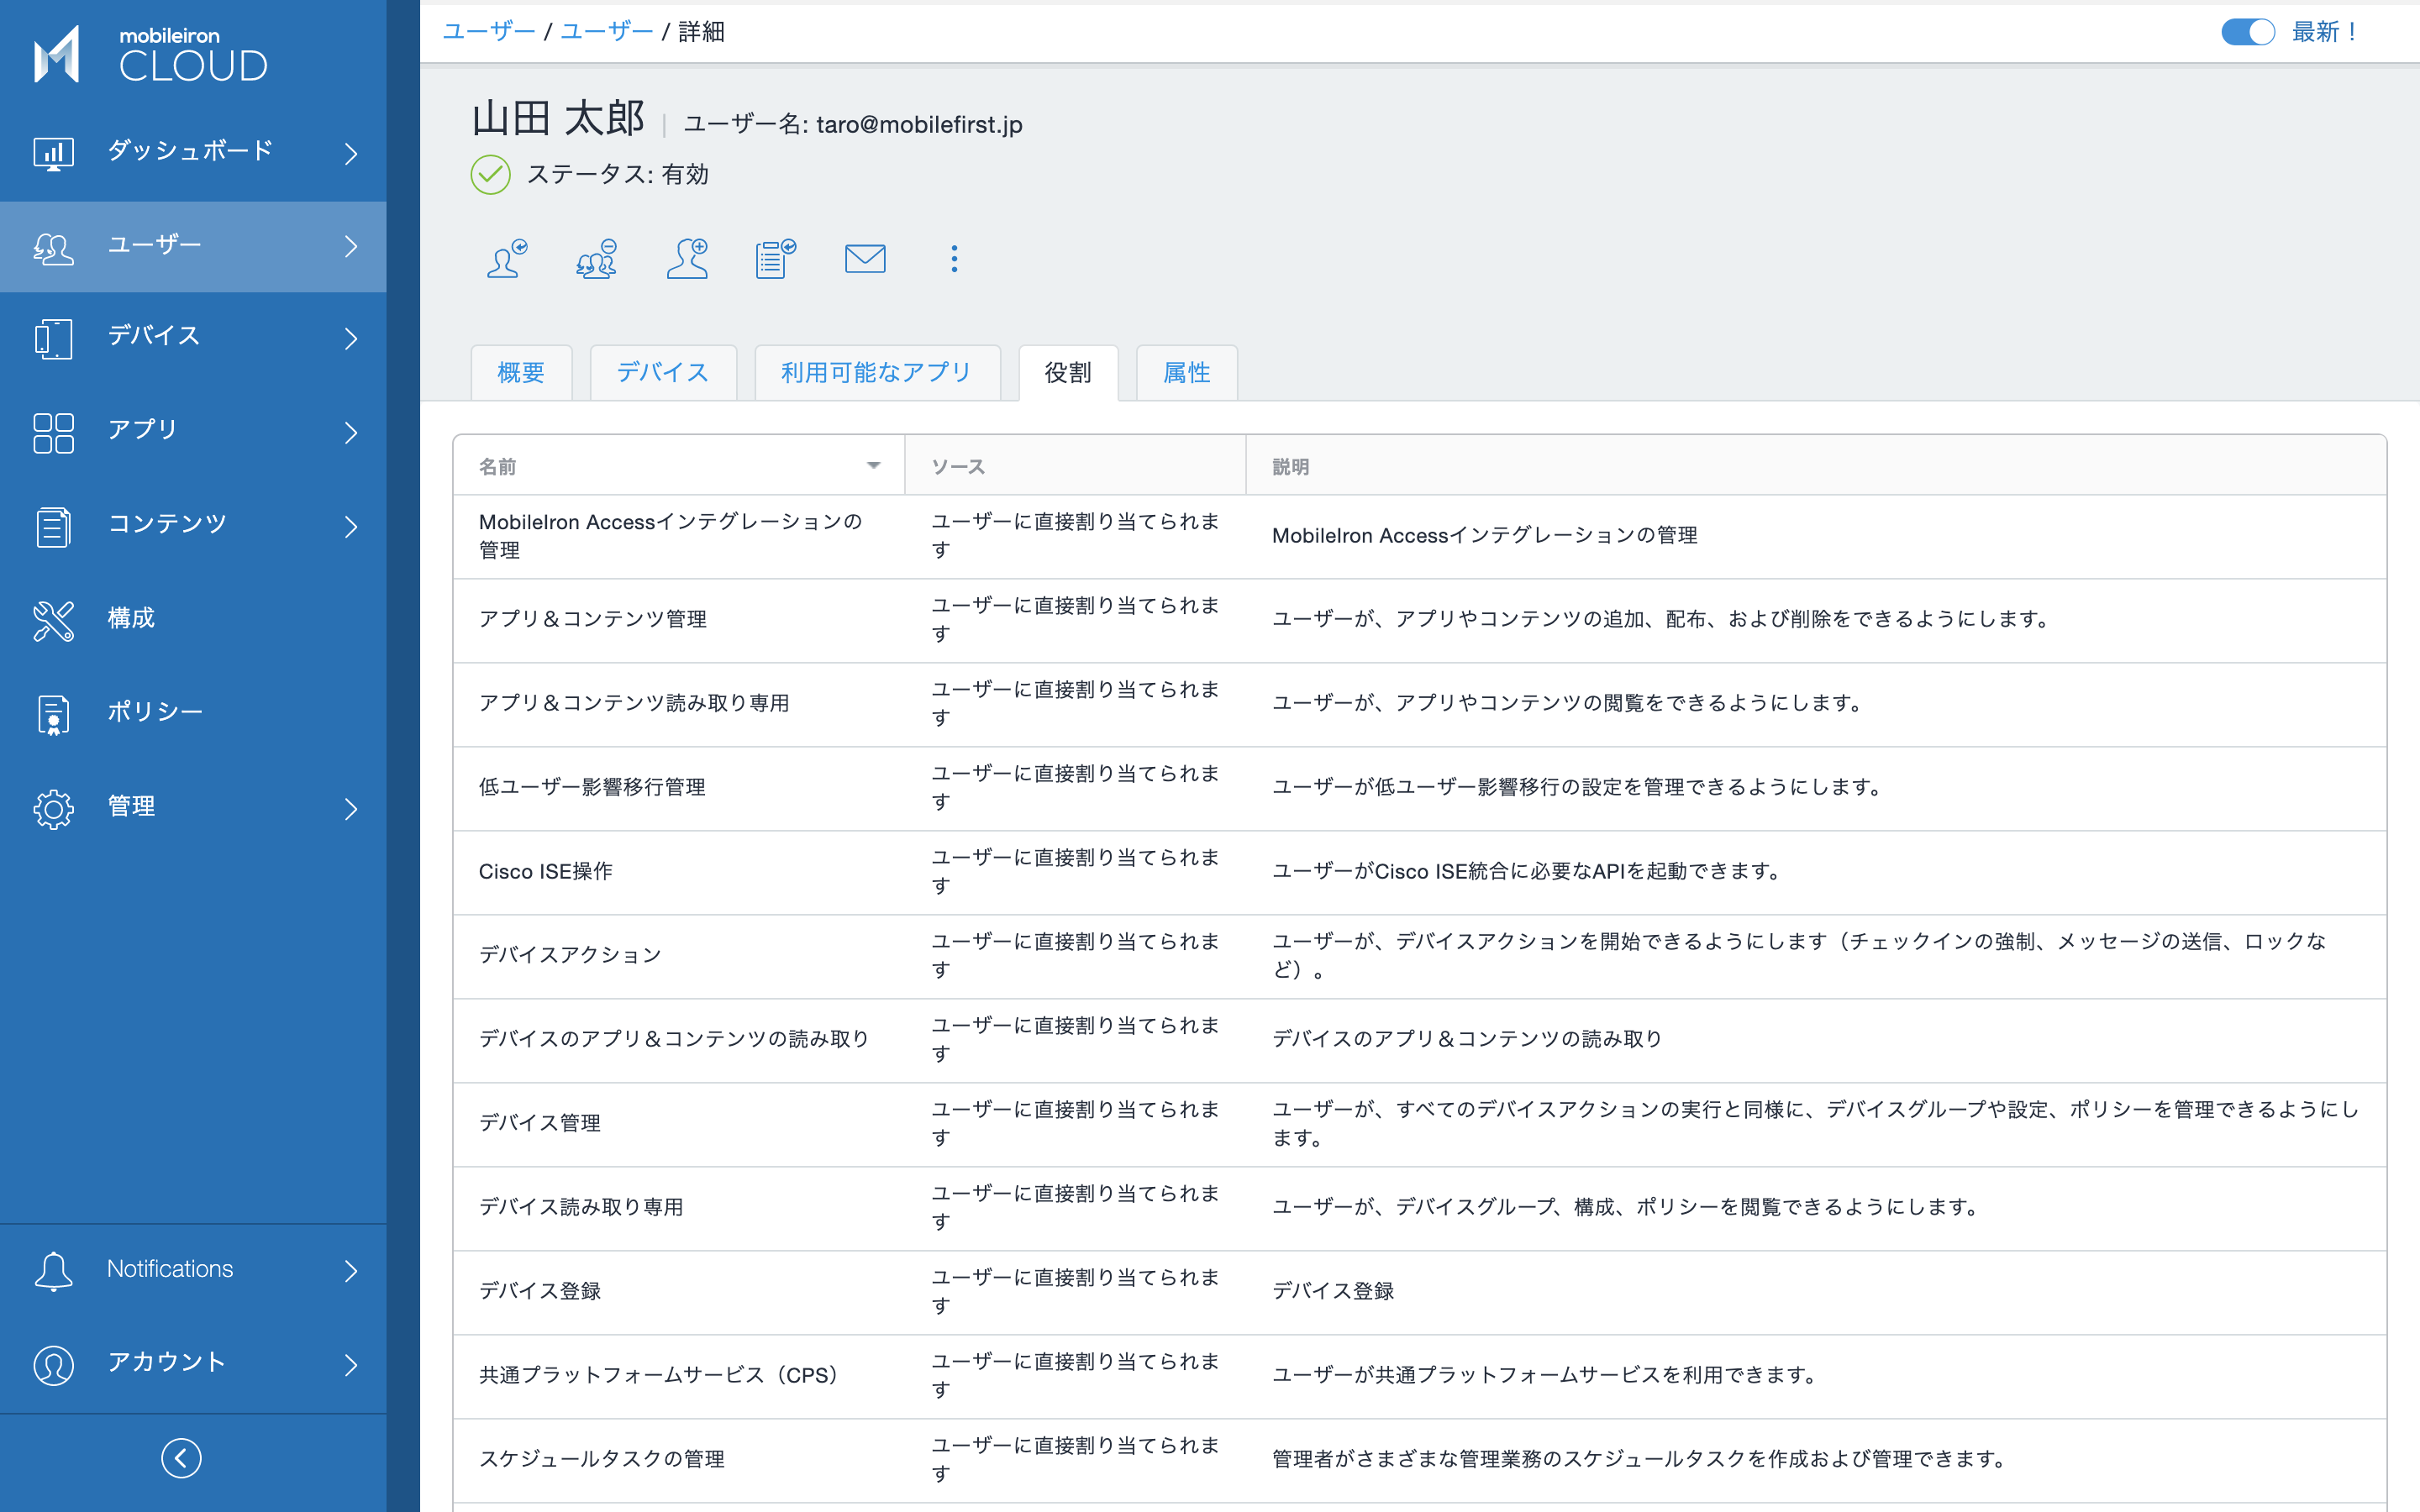 mobileiron
CLOUD
ダッシュボード
ユーザー
デバイス
アプリ
コンテンツ
構成
ポリシー
管理
Notifications
アカウント
ユーザー / ユーザー / 詳細
最新！
山田 太郎 | ユーザー名: taro@mobilefirst.jp
ステータス: 有効
概要
デバイス
利用可能なアプリ
役割
属性
名前
ソース
説明
MobileIron Accessインテグレーションの
管理
ユーザーに直接割り当てられま
す
MobileIron Accessインテグレーションの管理
アプリ＆コンテンツ管理
ユーザーに直接割り当てられま
す
ユーザーが、アプリやコンテンツの追加、配布、および削除をできるようにします。
アプリ＆コンテンツ読み取り専用
ユーザーに直接割り当てられま
す
ユーザーが、アプリやコンテンツの閲覧をできるようにします。
低ユーザー影響移行管理
ユーザーに直接割り当てられま
す
ユーザーが低ユーザー影響移行の設定を管理できるようにします。
Cisco ISE操作
ユーザーに直接割り当てられま
す
ユーザーがCisco ISE統合に必要なAPIを起動できます。
デバイスアクション
ユーザーに直接割り当てられま
す
ユーザーが、デバイスアクションを開始できるようにします（チェックインの強制、メッセージの送信、ロックな
ど）。
デバイスのアプリ＆コンテンツの読み取り
ユーザーに直接割り当てられま
す
デバイスのアプリ＆コンテンツの読み取り
デバイス管理
ユーザーに直接割り当てられま
す
ユーザーが、すべてのデバイスアクションの実行と同様に、デバイスグループや設定、ポリシーを管理できるようにし
ます。
デバイス読み取り専用
ユーザーに直接割り当てられま
す
ユーザーが、デバイスグループ、構成、ポリシーを閲覧できるようにします。
デバイス登録
ユーザーに直接割り当てられま
す
デバイス登録
共通プラットフォームサービス（CPS）
ユーザーに直接割り当てられま
す
ユーザーが共通プラットフォームサービスを利用できます。
スケジュールタスクの管理
ユーザーに直接割り当てられま
す
管理者がさまざまな管理業務のスケジュールタスクを作成および管理できます。